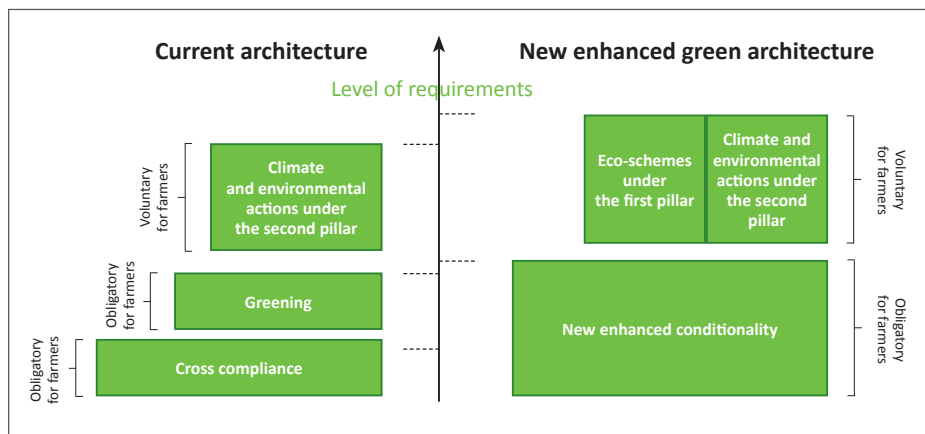 Current architecture
New enhanced green architecture
Level of requirements
Voluntary
for farmers
Climate
and environmental
actions under
the second pillar
Obligatory
for farmers
Greening
Obligatory
for farmers
Cross compliance
Eco-schemes
under
the first pillar
Climate and
environmental
actions under
the second
pillar
Voluntary
for farmers
New enhanced conditionality
Obligatory
for farmers